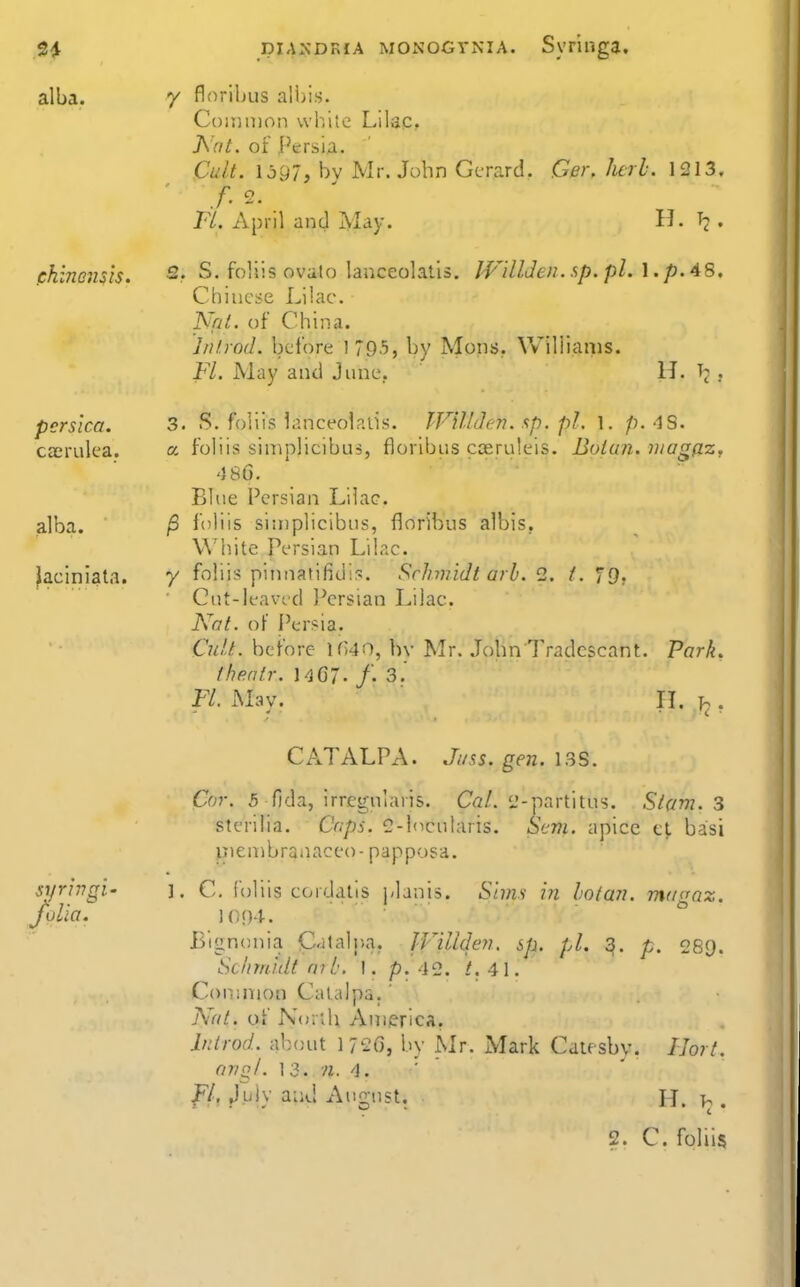 24 DIANDRIA MONOGYNIA. Syringa.
alba. γ floribus albis.
Common white Lilac.
Nat. of Persia.
Cult. 1597, by Mr. John Gerard. Ger. herb. 1213.
f. 2.
Fl. April and May. H. ♄.
chinensis. 2. S. foliis ovato lanceolatis. Willden. sp. pl. 1. p. 48.
Chinese Lilac.
Nat. of China.
Introd. before 1795, by Mons. Williams.
Fl. May and June. H. ♄.
persica. 3. S. foliis lanceolatis. Willden. sp. pl. 1. p. 48.
cærulea. α foliis simplicibus, floribus cæruleis. Botan. magaz.
486.
Blue Persian Lilac.
alba. β foliis simplicibus, floribus albis.
White Persian Lilac.
laciniata. γ foliis pinnatifidis. Schmidt arb. 2. t. 79.
Cut-leaved Persian Lilac.
Nat. of Persia.
Cult. before 1640, by Mr. John Tradescant. Park.
theatr. 1467. f. 3.
Fl. May. H. ♄.
CATALPA. Juss. gen. 138.
Cor. 5 fida, irregularis. Cal. 2-partitus. Stam. 3
sterilia. Caps. 2-locularis. Sem. apice et basi
membranaceo-papposa.
syringi- 1. C. foliis cordatis planis. Sims in botan. magaz.
folia. 1094.
Bignonia Catalpa. Willden. sp. pl. 3. p. 289.
Schmidt arb. 1. p. 42. t. 41.
Common Catalpa.
Nat. of North America.
Introd. about 1726, by Mr. Mark Catesby. Hort.
angl. 13. n. 4.
Fl. July and August. H. ♄.
2. C. foliis